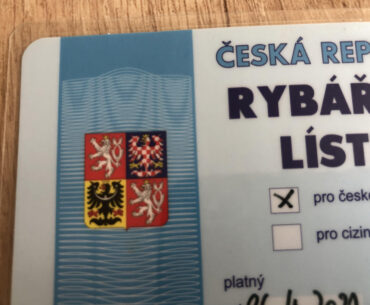 ČESKÁ REP
RYBÁŘ
LÍST
pro česk
pro cizin
platný